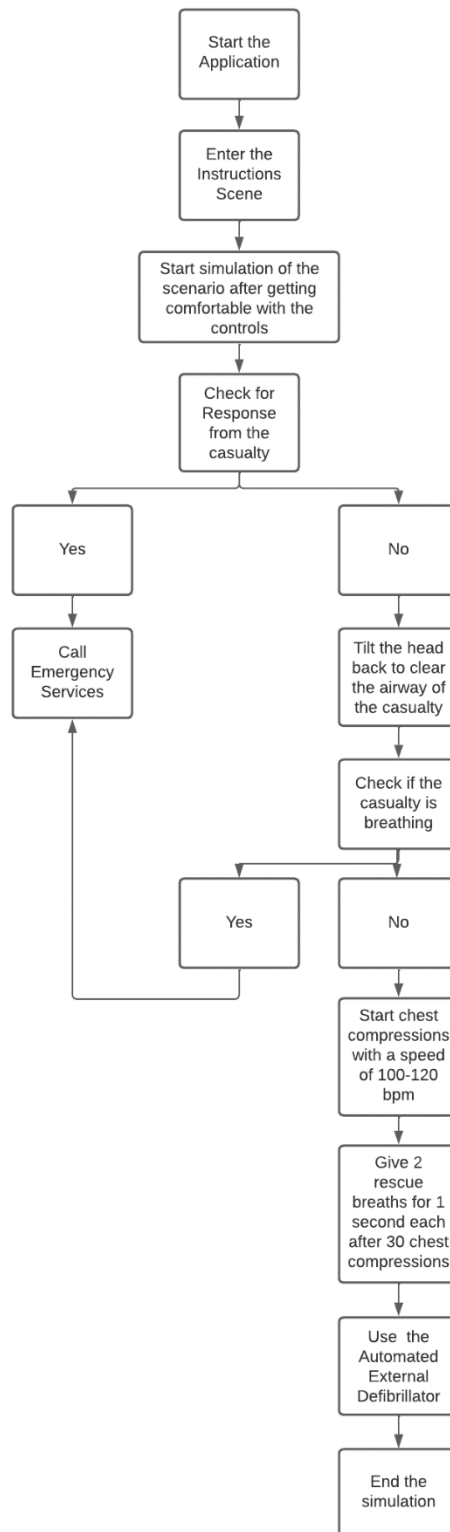 Start the
Application
Enter the
Instructions
Scene
Start simulation of the
scenario after getting
comfortable with the
controls
Check for
Response
from the
casualty
Yes
No
Call
Emergency
Services
Tilt the head
back to clear
the airway of
the casualty
Check if the
casualty is
breathing
Yes
No
Start chest
compressions
with a speed
of 100-120
bpm
Give 2
rescue
breaths for 1
second each
after 30 chest
compressions
Use the
Automated
External
Defibrillator
End the
simulation